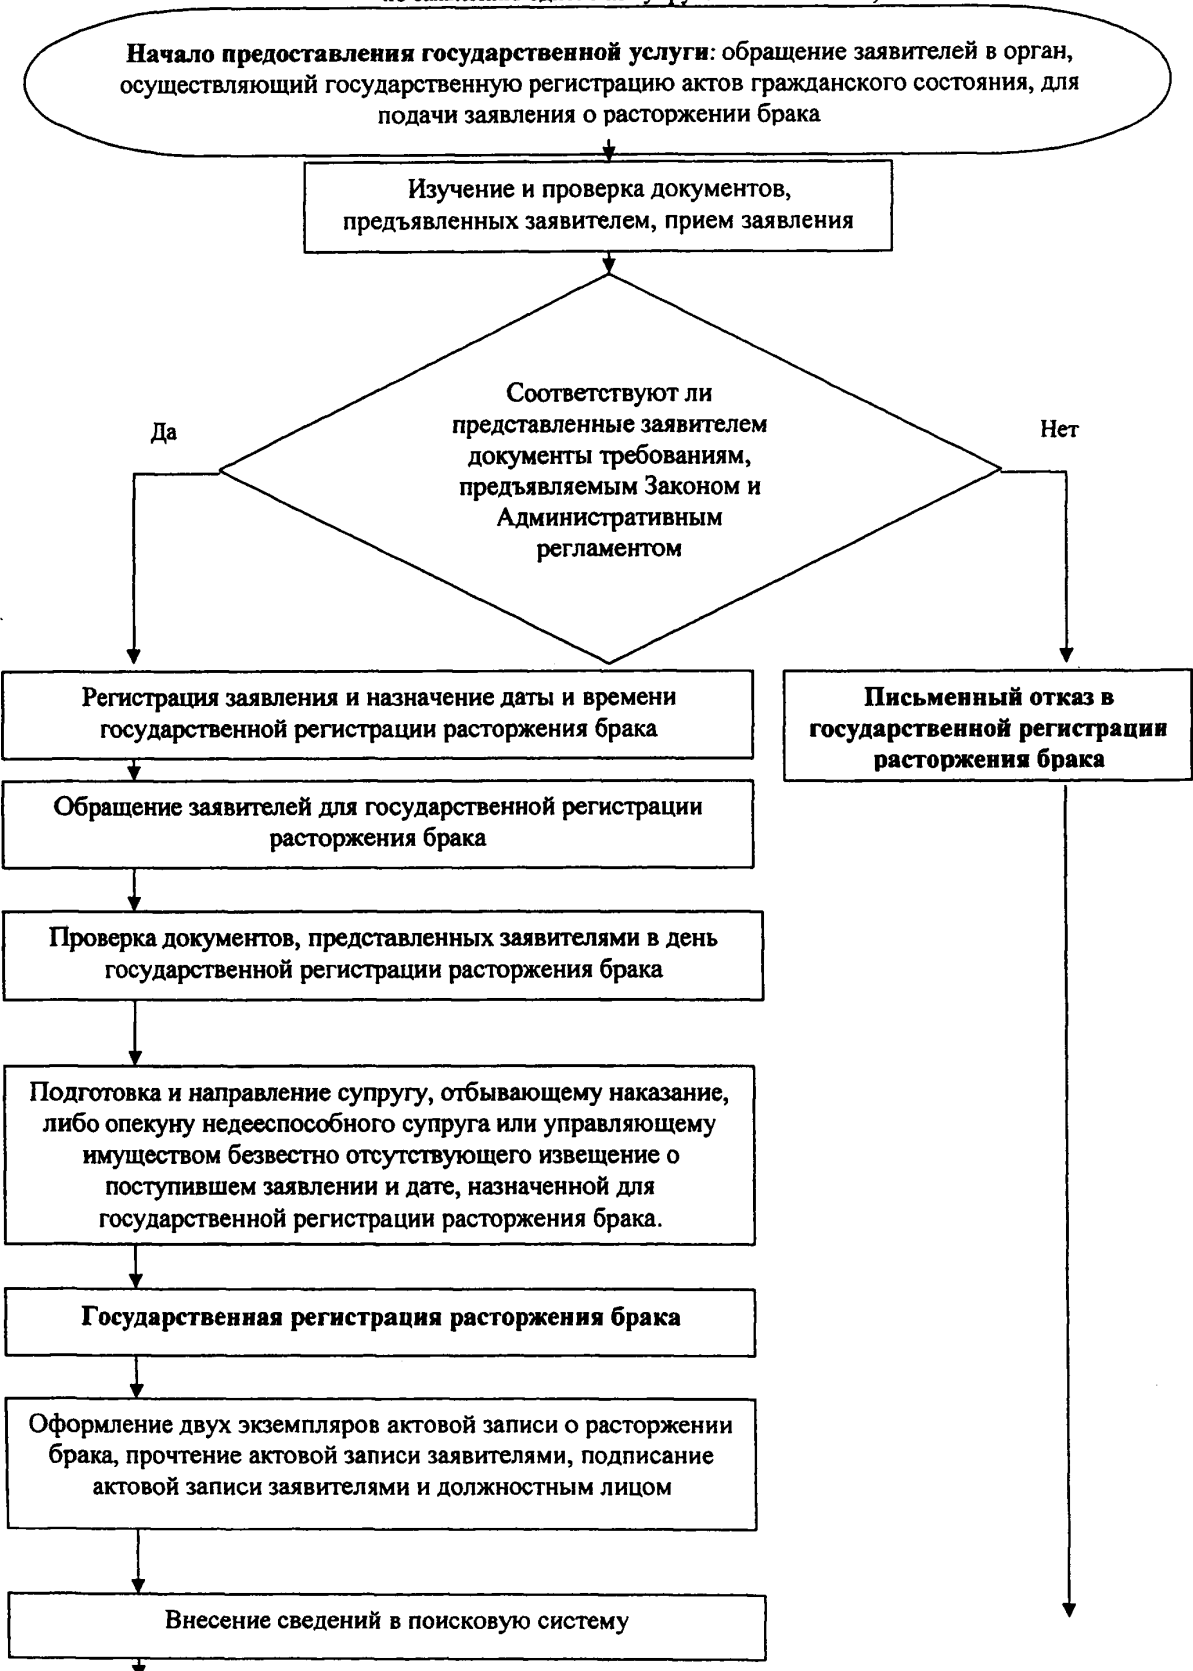 Начало предоставления государственной услуги: обращение заявителей в орган,
осуществляющий государственную регистрацию актов гражданского состояния, для
подачи заявления о расторжении брака
Изучение и проверка документов,
предъявленных заявителем, прием заявления
Соответствуют ли
представленные заявителем
документы требованиям,
предъявляемым Законом и
Административным
регламентом
Да
Нет
Регистрация заявления и назначение даты и времени
государственной регистрации расторжения брака
Письменный отказ в
государственной регистрации
расторжения брака
Обращение заявителей для государственной регистрации
расторжения брака
Проверка документов, представленных заявителями в день
государственной регистрации расторжения брака
Подготовка и направление супругу, отбывающему наказание,
либо опекуну недееспособного супруга или управляющему
имуществом безвестно отсутствующего извещение о
поступившем заявлении и дате, назначенной для
государственной регистрации расторжения брака.
Государственная регистрация расторжения брака
Оформление двух экземпляров актовой записи о расторжении
брака, прочтение актовой записи заявителями, подписание
актовой записи заявителями и должностным лицом
Внесение сведений в поисковую систему